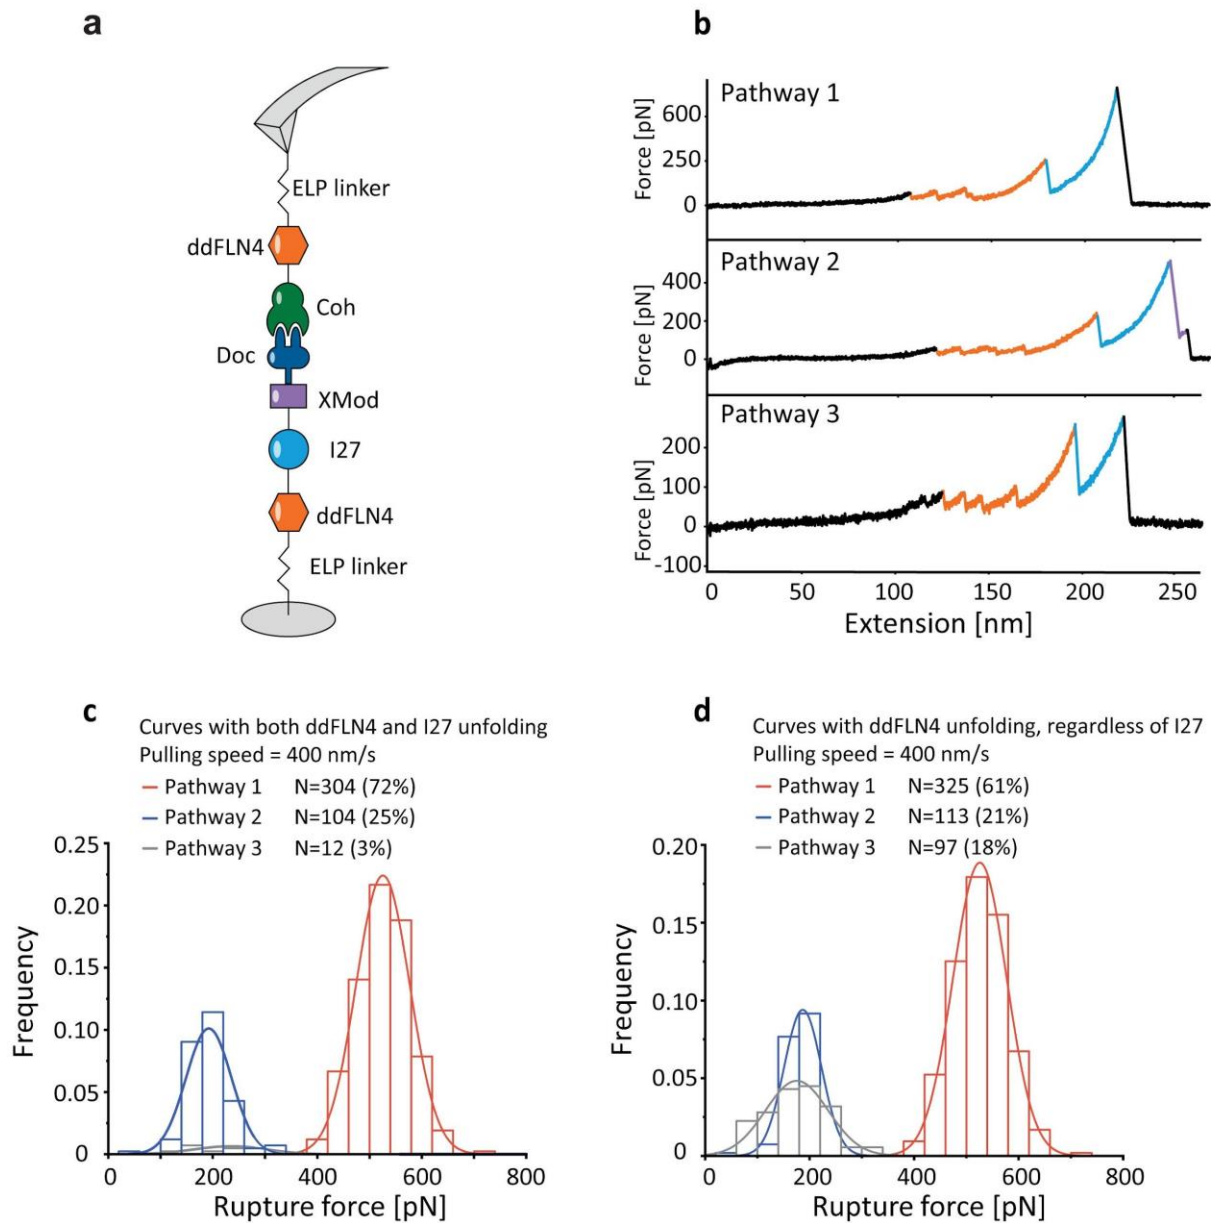 a
ELP linker
ddFLN4
Coh
Doc
XMod
I27
ddFLN4
ELP linker
b
Pathway 1
Force [pN]
600
250
0
Pathway 2
Force [pN]
400
200
0
Pathway 3
Force [pN]
200
100
0
-100
0 50 100 150 200 250
Extension [nm]
c
Curves with both ddFLN4 and I27 unfolding
Pulling speed = 400 nm/s
Pathway 1 N=304 (72%)
Pathway 2 N=104 (25%)
Pathway 3 N=12 (3%)
Frequency
0.25
0.20
0.15
0.10
0.05
0
0 200 400 600 800
Rupture force [pN]
d
Curves with ddFLN4 unfolding, regardless of I27
Pulling speed = 400 nm/s
Pathway 1 N=325 (61%)
Pathway 2 N=113 (21%)
Pathway 3 N=97 (18%)
Frequency
0.20
0.15
0.10
0.05
0
0 200 400 600 800
Rupture force [pN]